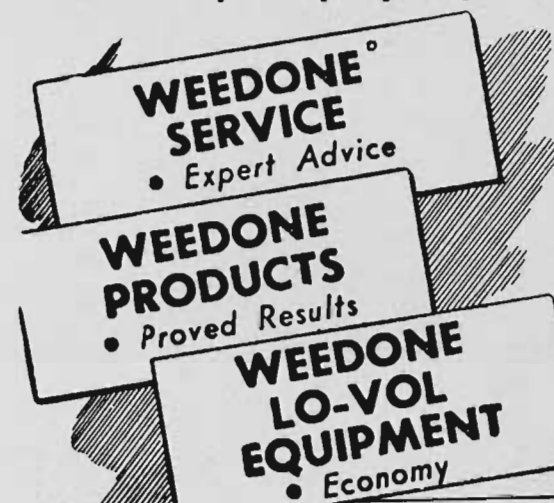 WEEDONE°
SERVICE
• Expert Advice
WEEDONE
PRODUCTS
• Proved Results
WEEDONE
LO-VOL
EQUIPMENT
• Economy